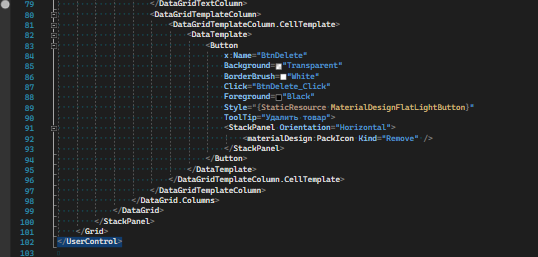 79 </DataGridTextColumn>
80 <DataGridTemplateColumn>
81 <DataGridTemplateColumn.CellTemplate>
82 <DataTemplate>
83 <Button
84 x:Name="BtnDelete"
85 Background="Transparent"
86 BorderBrush="White"
87 Click="BtnDelete_Click"
88 Foreground="Black"
89 Style="{StaticResource MaterialDesignFlatLightButton}"
90 ToolTip="Удалить товар">
91 <StackPanel Orientation="Horizontal">
92 <materialDesign:PackIcon Kind="Remove" />
93 </StackPanel>
94 </Button>
95 </DataTemplate>
96 </DataGridTemplateColumn.CellTemplate>
97 </DataGridTemplateColumn>
98 </DataGrid.Columns>
99 </DataGrid>
100 </StackPanel>
101 </Grid>
102 </UserControl>
103